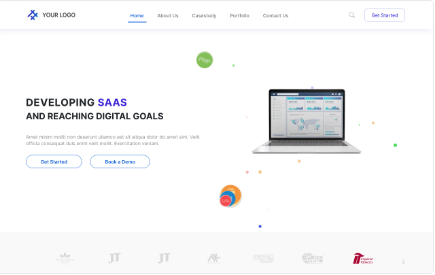 YOUR LOGO
Home
About Us
Casestudy
Portfolio
Contact Us
Get Started
DEVELOPING SAAS
AND REACHING DIGITAL GOALS
Amet minim mollit non deserunt ullamco est sit aliqua dolor do amet sint. Velit
officia consequat duis enim velit mollit. Exercitation veniam.
Get Started
Book a Demo
JT
JT